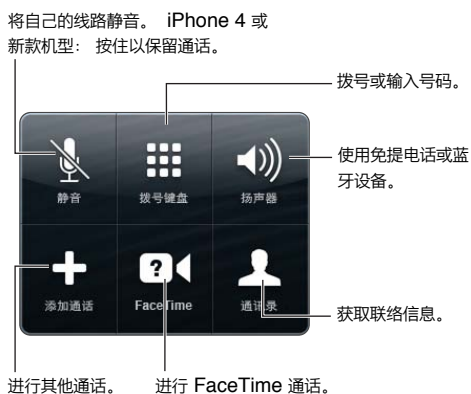 将自己的线路静音。 iPhone 4 或
新款机型： 按住以保留通话。
拨号或输入号码。
使用免提电话或蓝
牙设备。
静音
拨号键盘
扬声器
添加通话
FaceTime
通讯录
获取联络信息。
进行其他通话。
进行 FaceTime 通话。